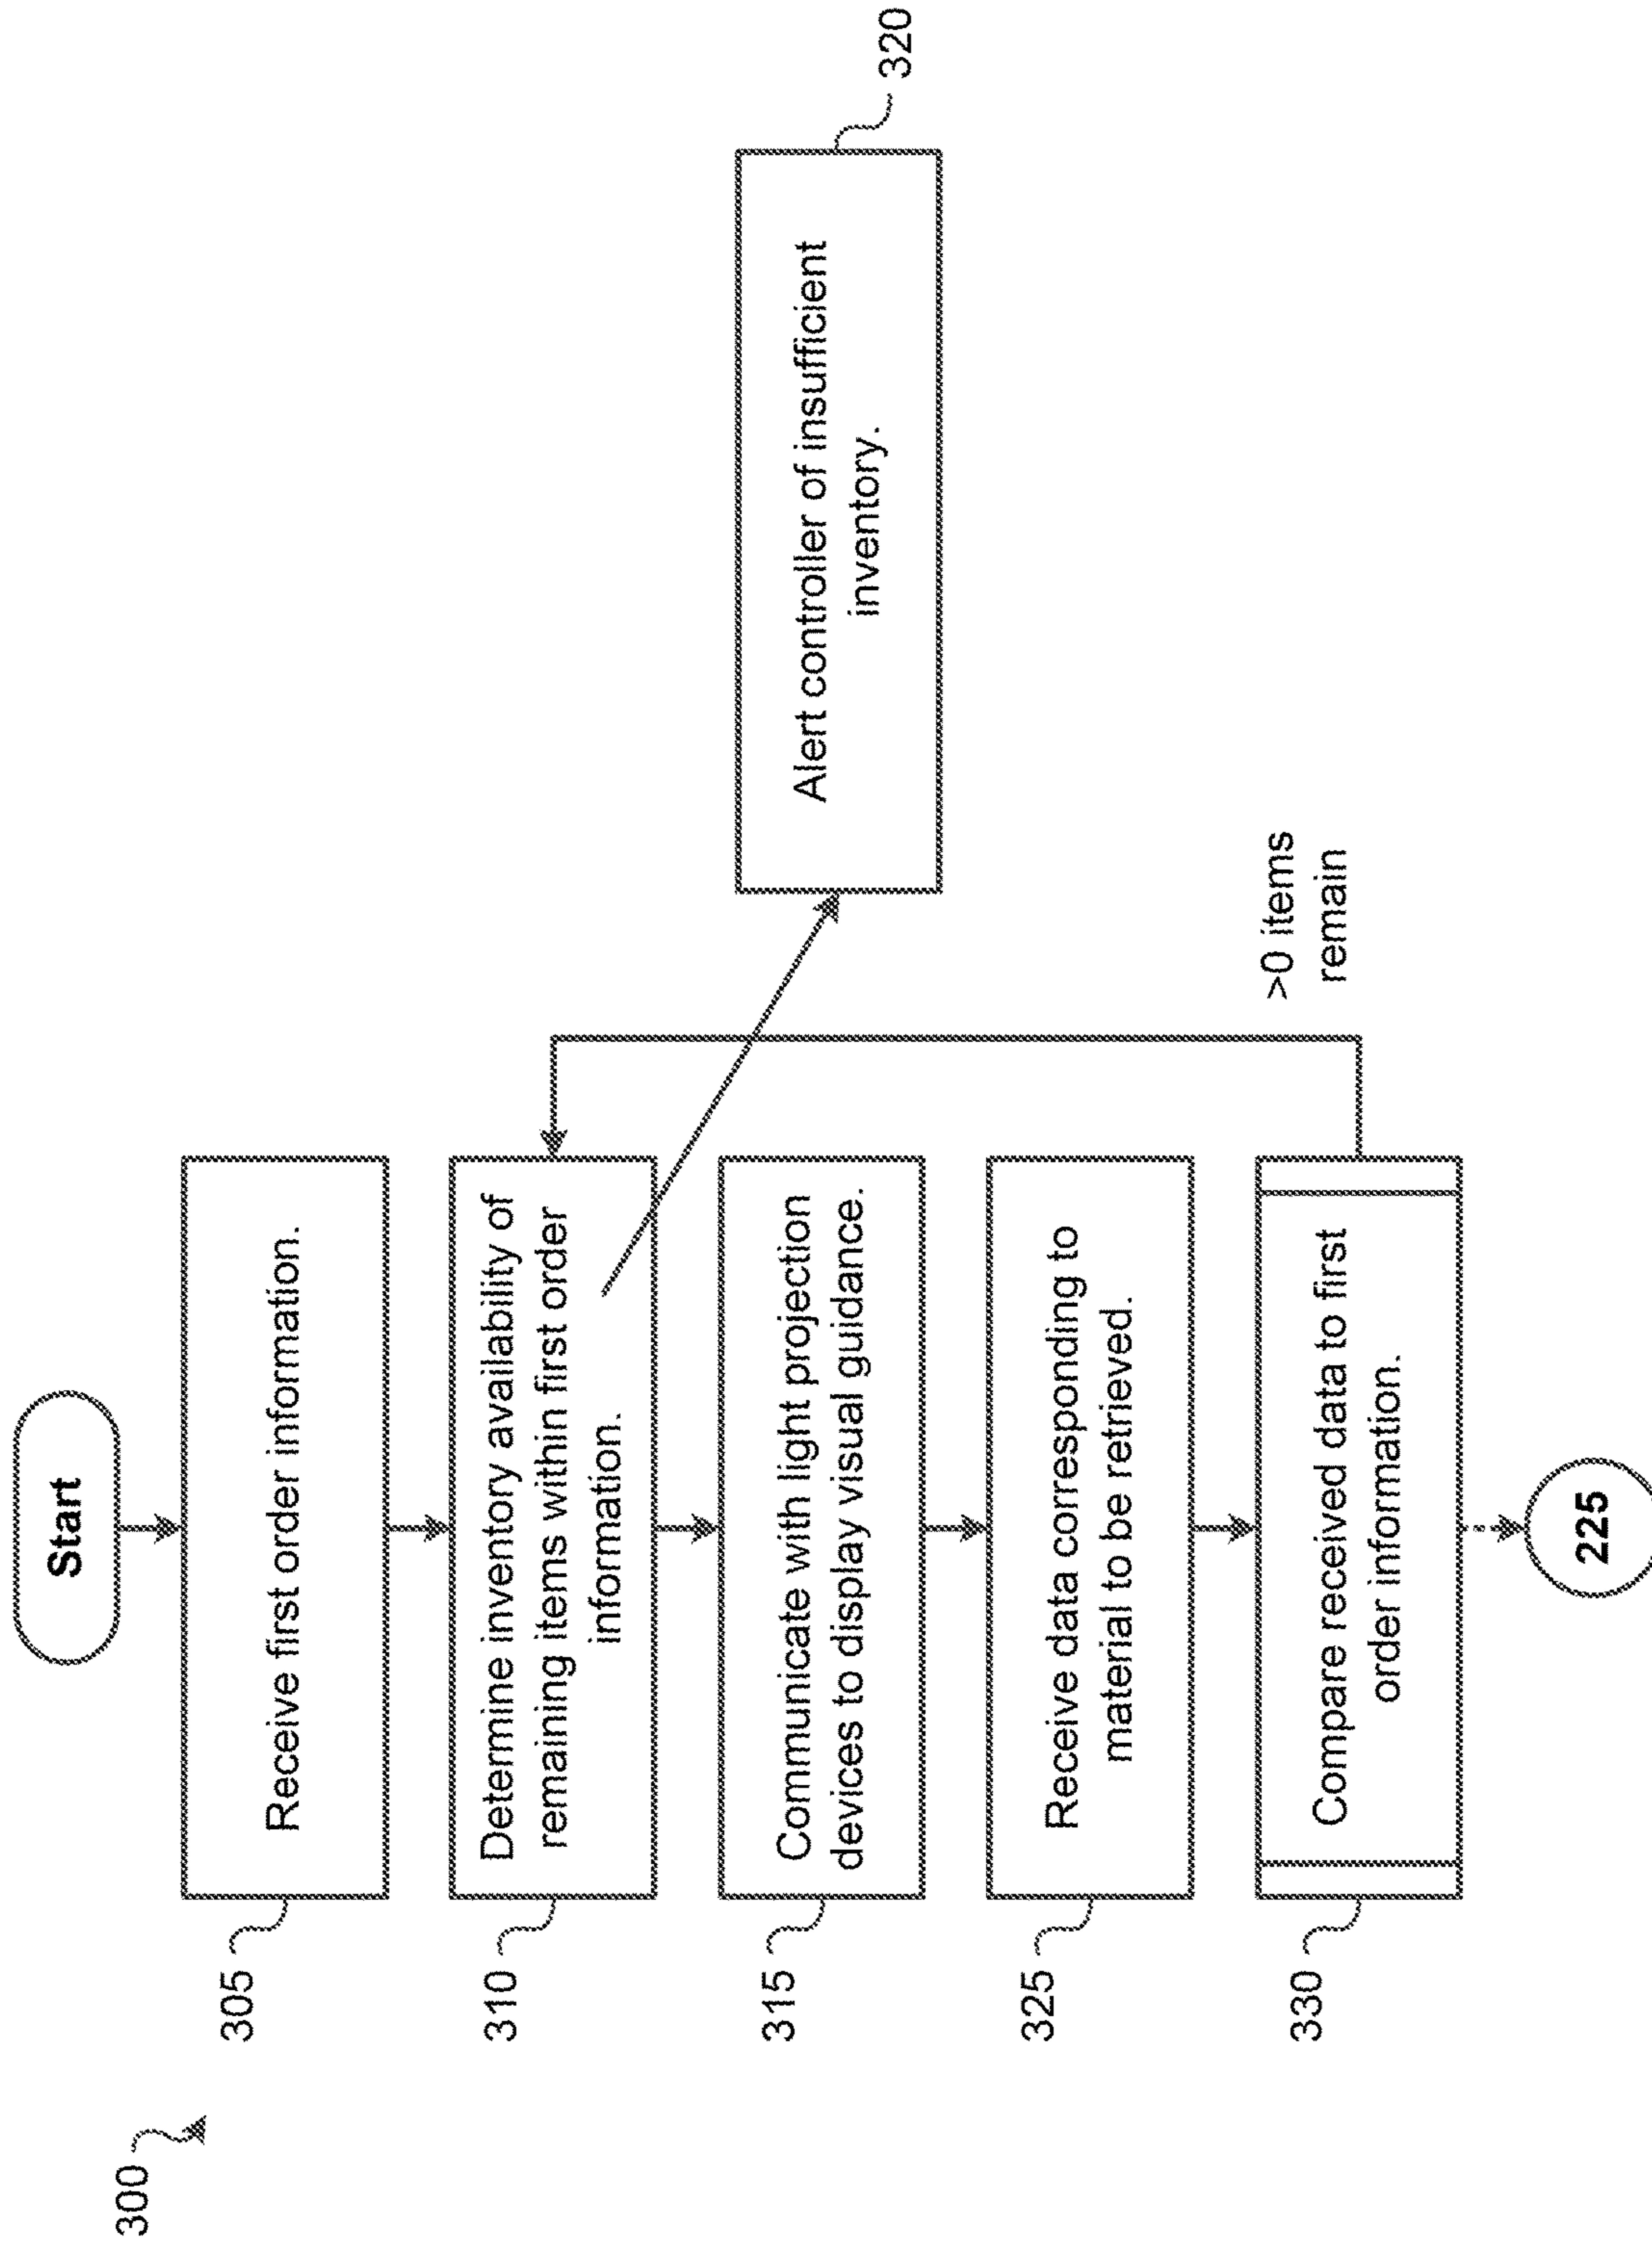 300
Start
305
Receive first order information.
310
Determine inventory availability of
remaining items within first order
information.
315
Communicate with light projection
devices to display visual guidance.
320
Alert controller of insufficient
inventory.
325
Receive data corresponding to
material to be retrieved.
330
Compare received data to first
order information.
>0 items
remain
225